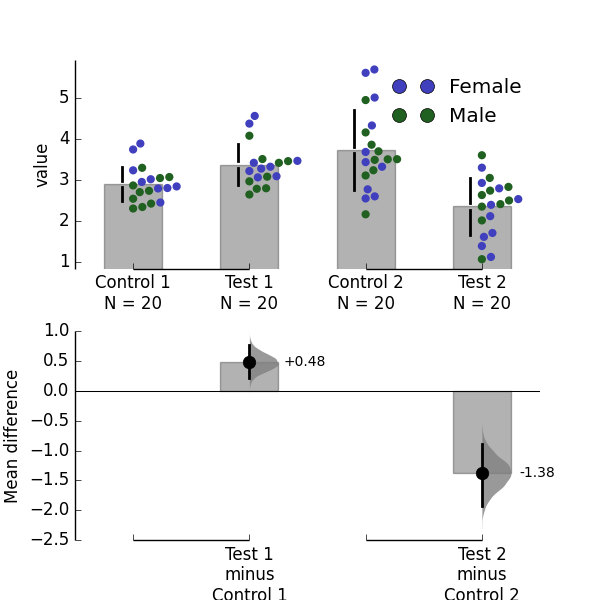 value
5
4
3
2
1
Female
Male
Control 1
N = 20
Test 1
N = 20
Control 2
N = 20
Test 2
N = 20
Mean difference
1.0
0.5
0.0
−0.5
−1.0
−1.5
−2.0
−2.5
+0.48
-1.38
Test 1
minus
Control 1
Test 2
minus
Control 2